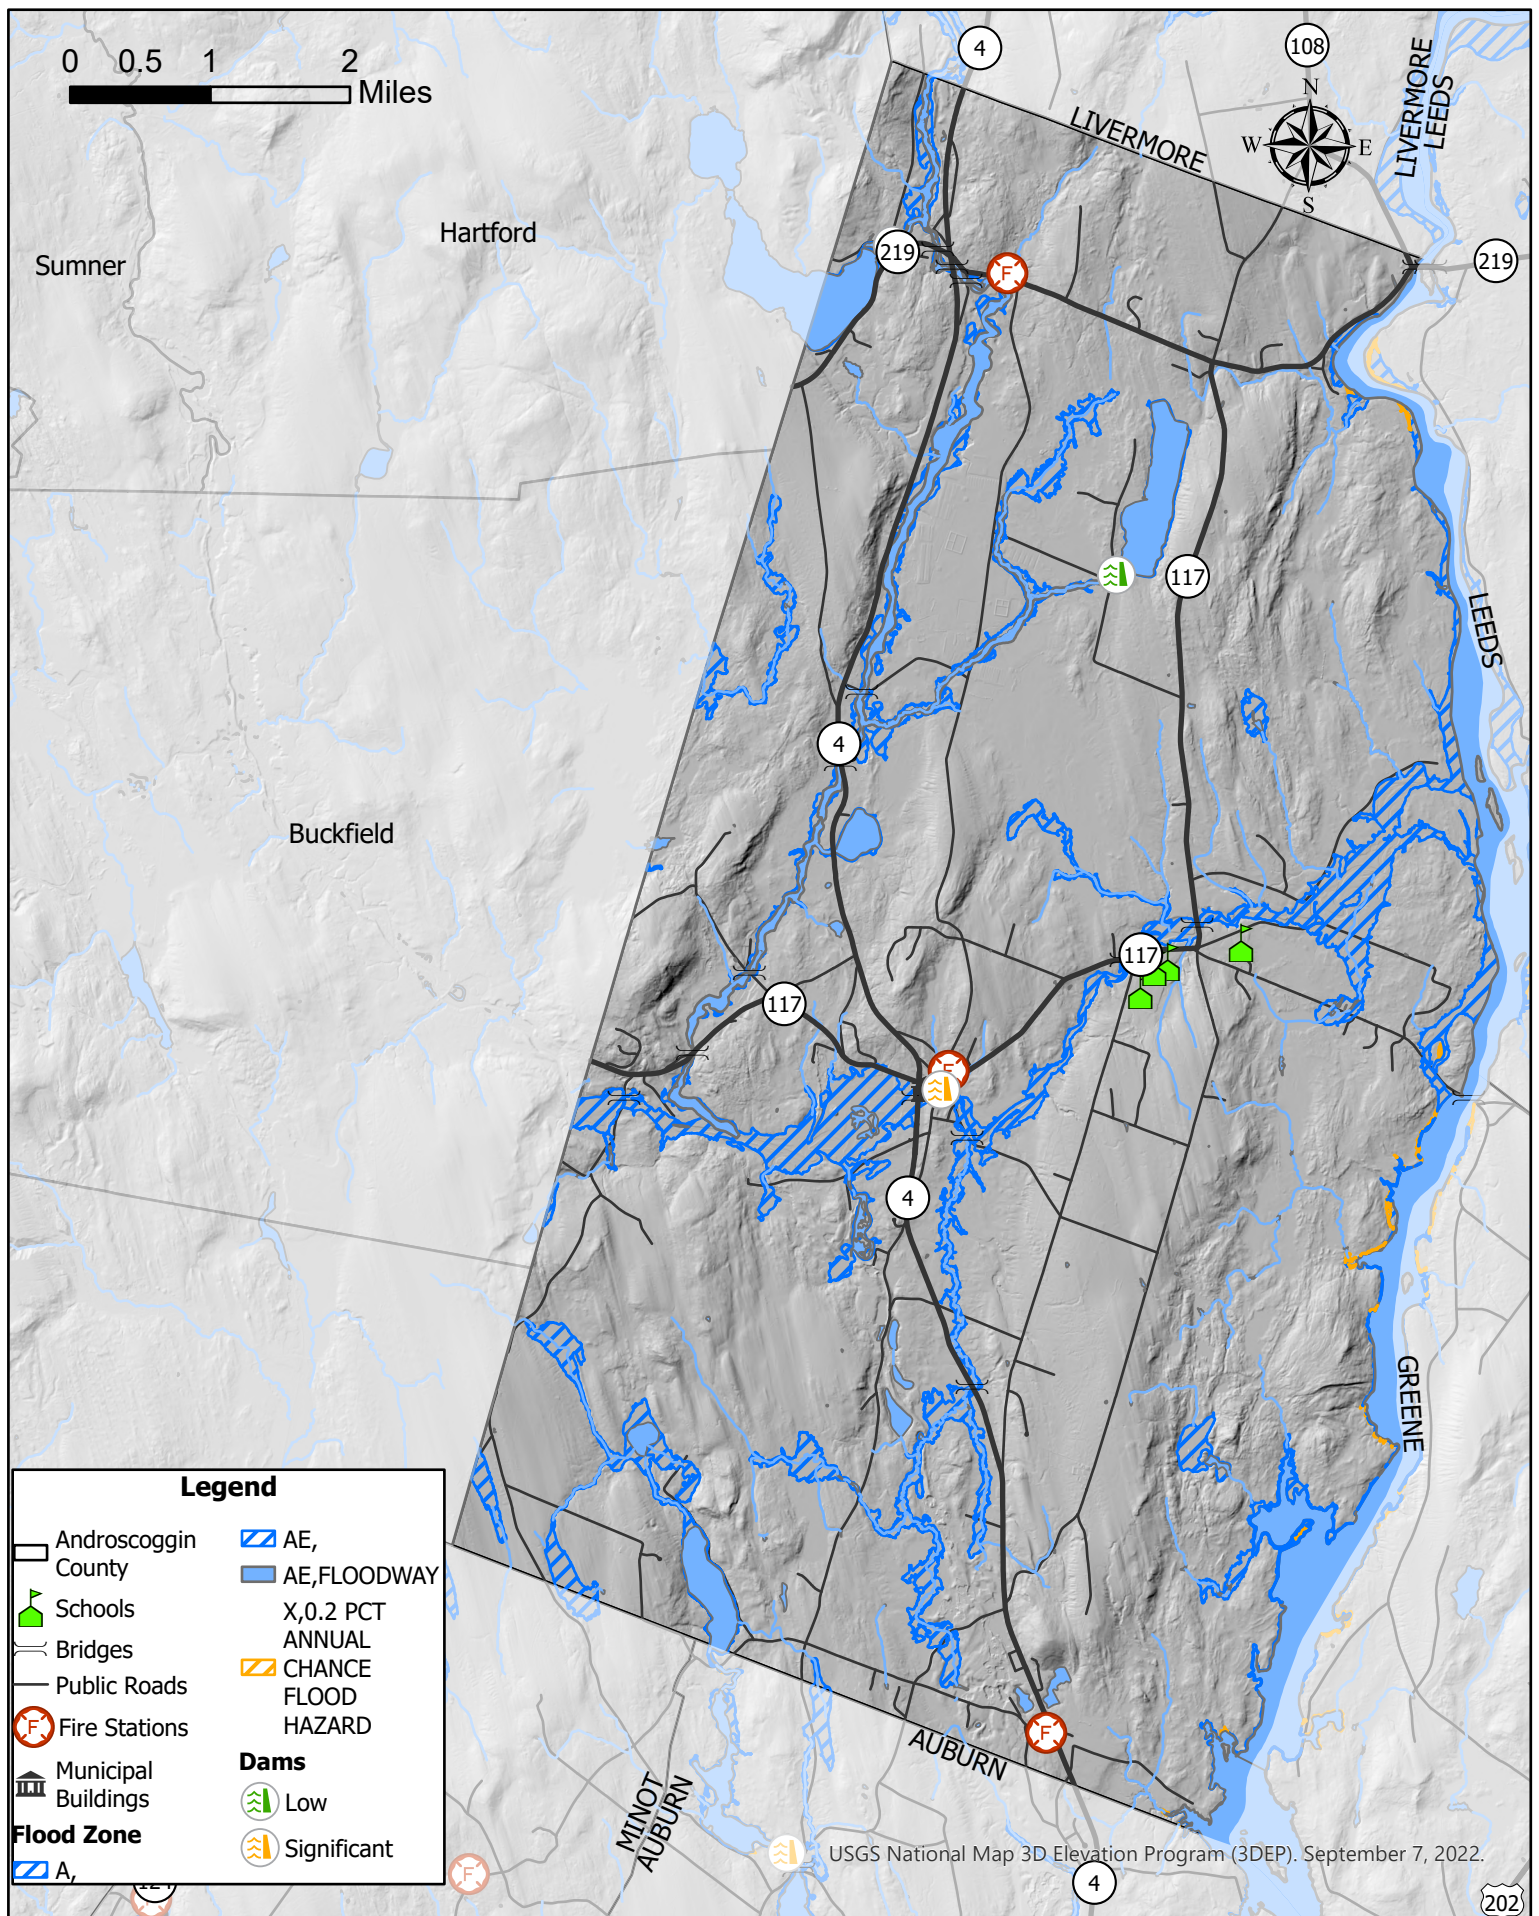 0 0.5 1 2
Miles
4
108
LIVERMORE
LEEDS
N
W E
S
LIVERMORE
Hartford
Sumner
219
F
219
117
LEEDS
4
Buckfield
117
117
F
4
GREENE
Legend
Androscoggin
County
Schools
Bridges
Public Roads
F Fire Stations
Municipal
Buildings
Flood Zone
A,
AE,
AE,FLOODWAY
X,0.2 PCT
ANNUAL
CHANCE
FLOOD
HAZARD
Dams
Low
Significant
F
AUBURN
MINOT
AUBURN
USGS National Map 3D Elevation Program (3DEP). September 7, 2022.
F
4
202